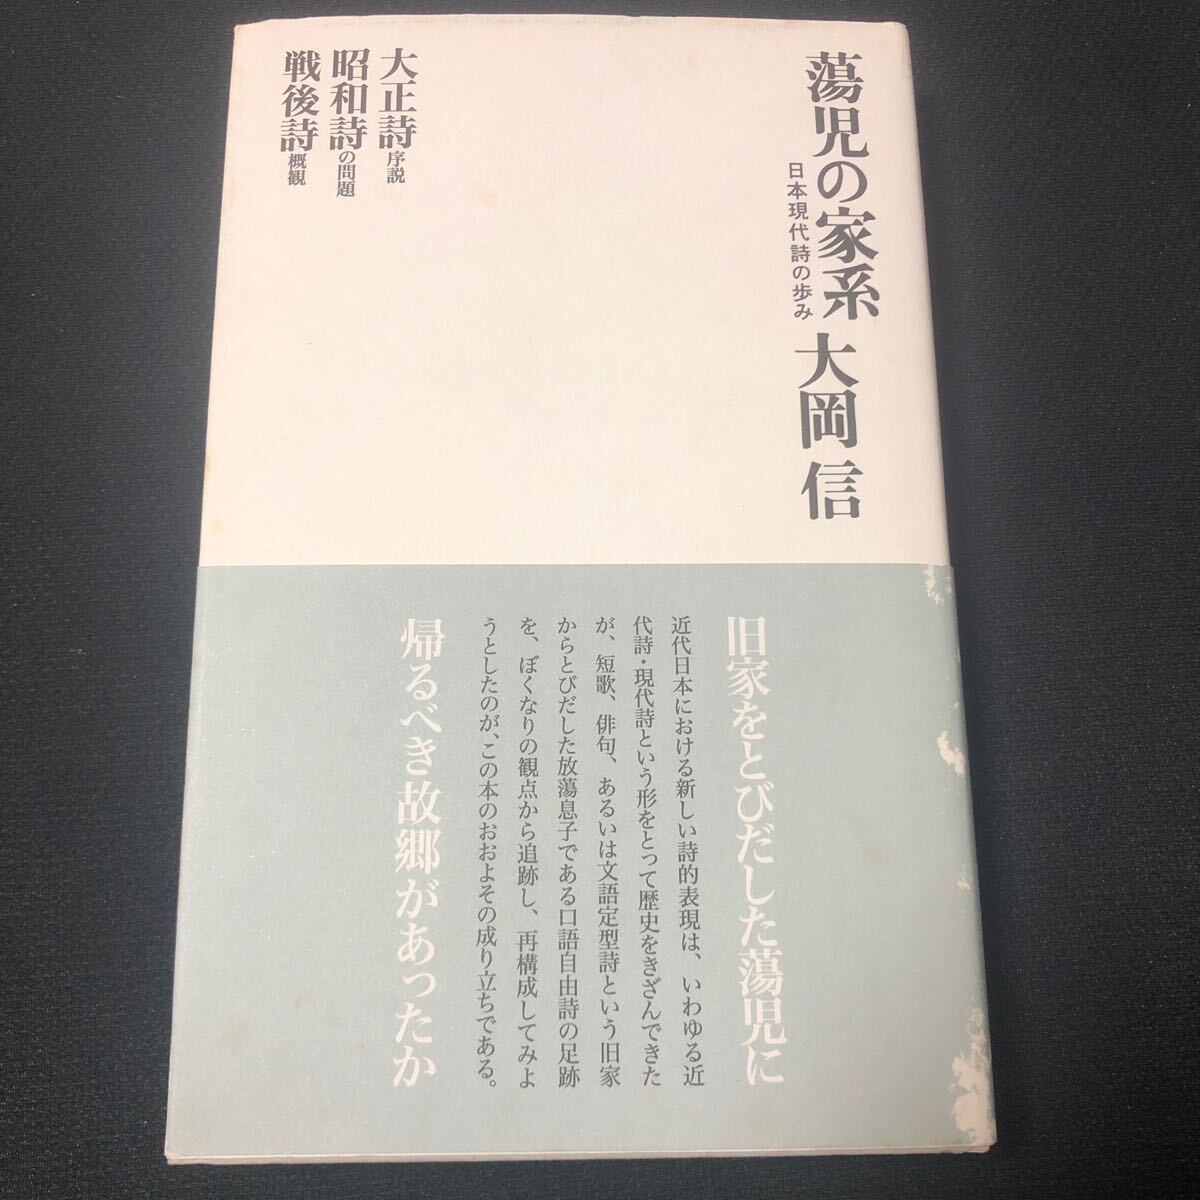 蕩児の家系
日本現代詩の歩み
大岡信
大正詩序説
昭和詩の問題
戦後詩概観
旧家をとびだした蕩児に
近代日本における新しい詩的表現は、いわゆる近
代詩・現代詩という形をとって歴史をきざんできた
が、短歌、俳句、あるいは文語定型詩という旧家
からとびだした放蕩息子である口語自由詩の足跡
を、ぼくなりの観点から追跡し、再構成してみよ
うとしたのが、この本のおおよその成り立ちである。
帰るべき故郷があったか